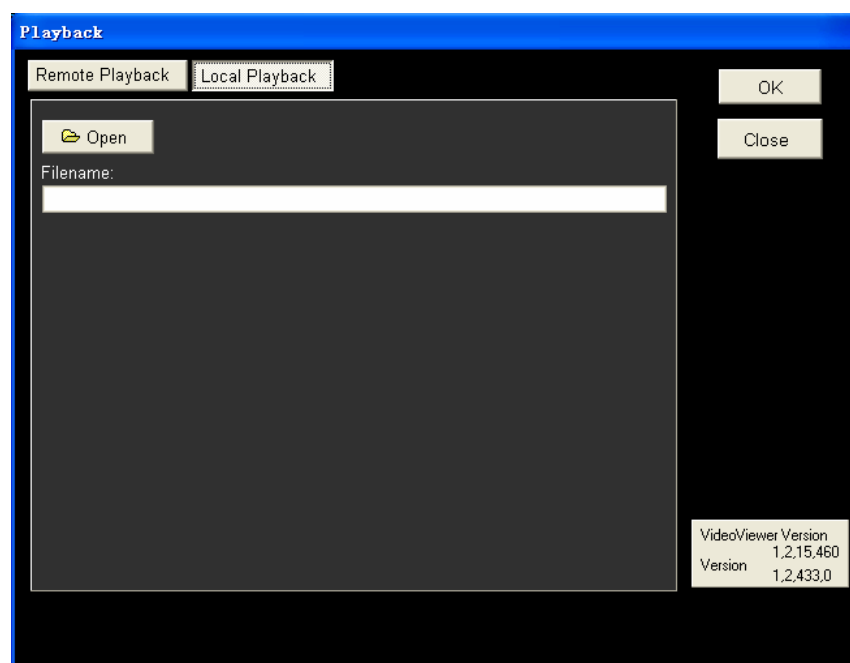 Playback
Remote Playback
Local Playback
OK
Open
Close
Filename:
VideoViewer Version
1,2,15,460
Version
1,2,433,0